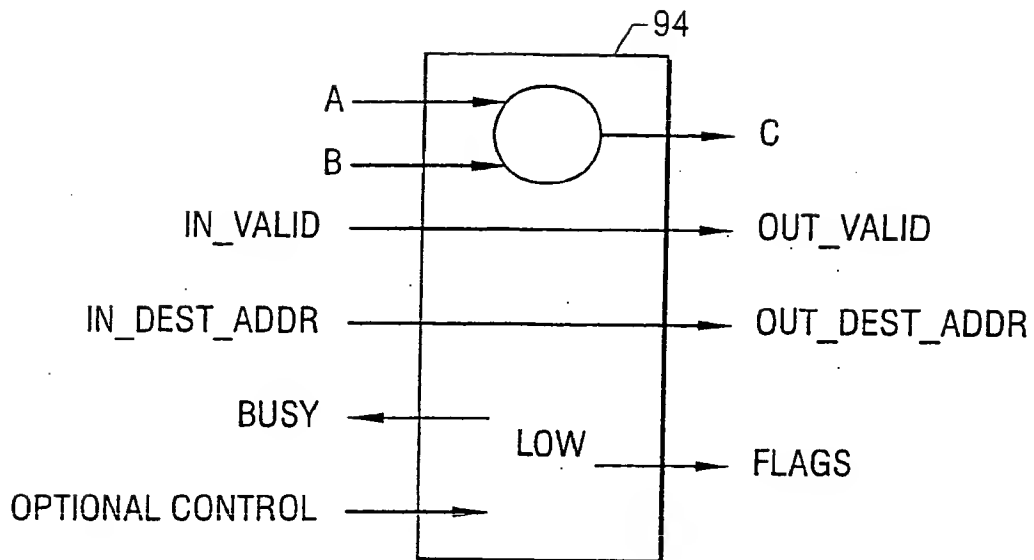 94
A
C
B
IN_VALID
OUT_VALID
IN_DEST_ADDR
OUT_DEST_ADDR
BUSY
LOW
FLAGS
OPTIONAL CONTROL